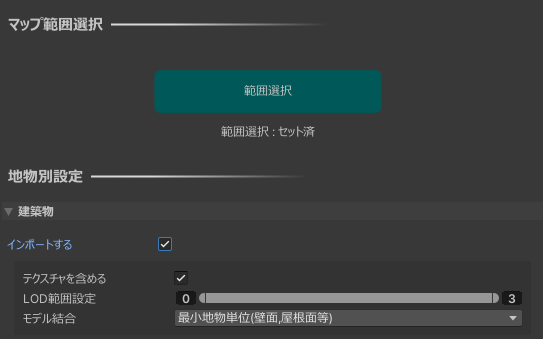 マップ範囲選択
範囲選択
範囲選択 : セット済
地物別設定
建築物
インポートする
テクスチャを含める
LOD範囲設定 0 3
モデル結合 最小地物単位(壁面,屋根面等)